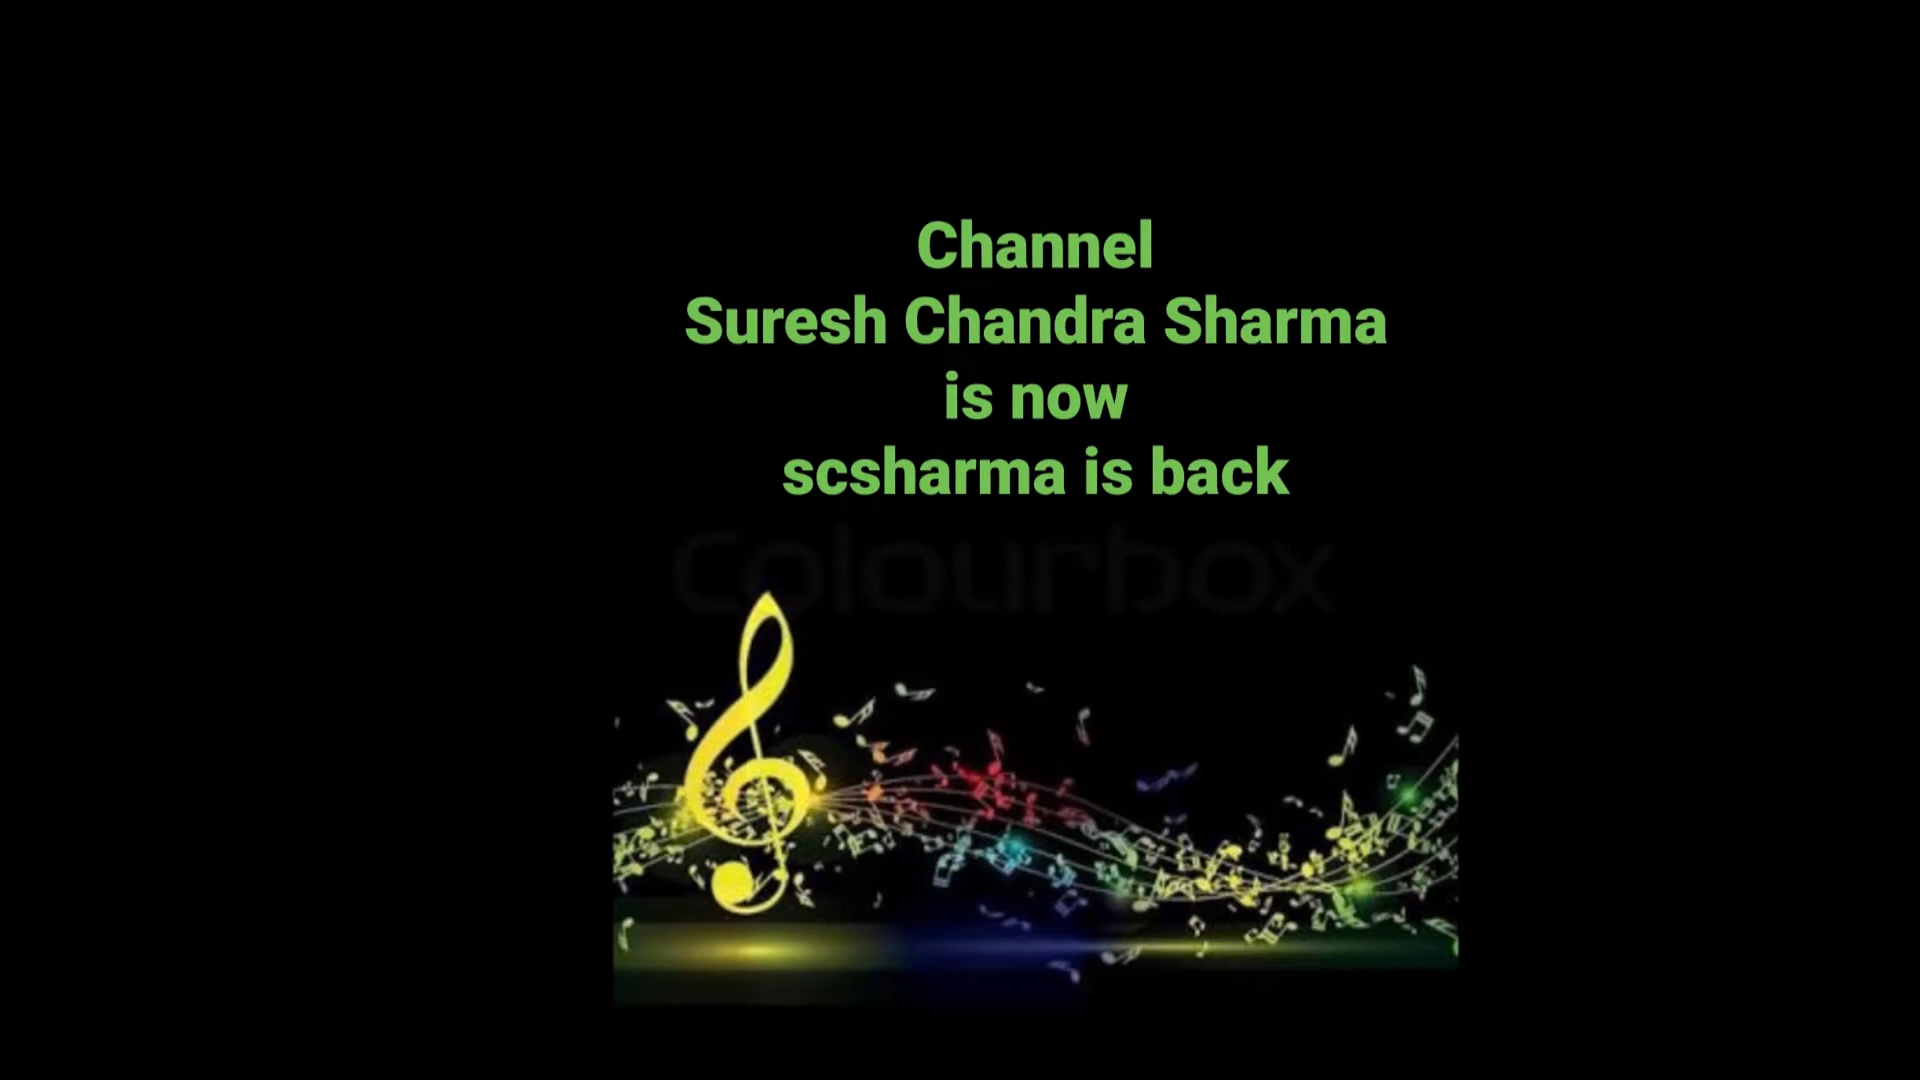 Channel
Suresh Chandra Sharma
is now
scsharma is back
colourbox